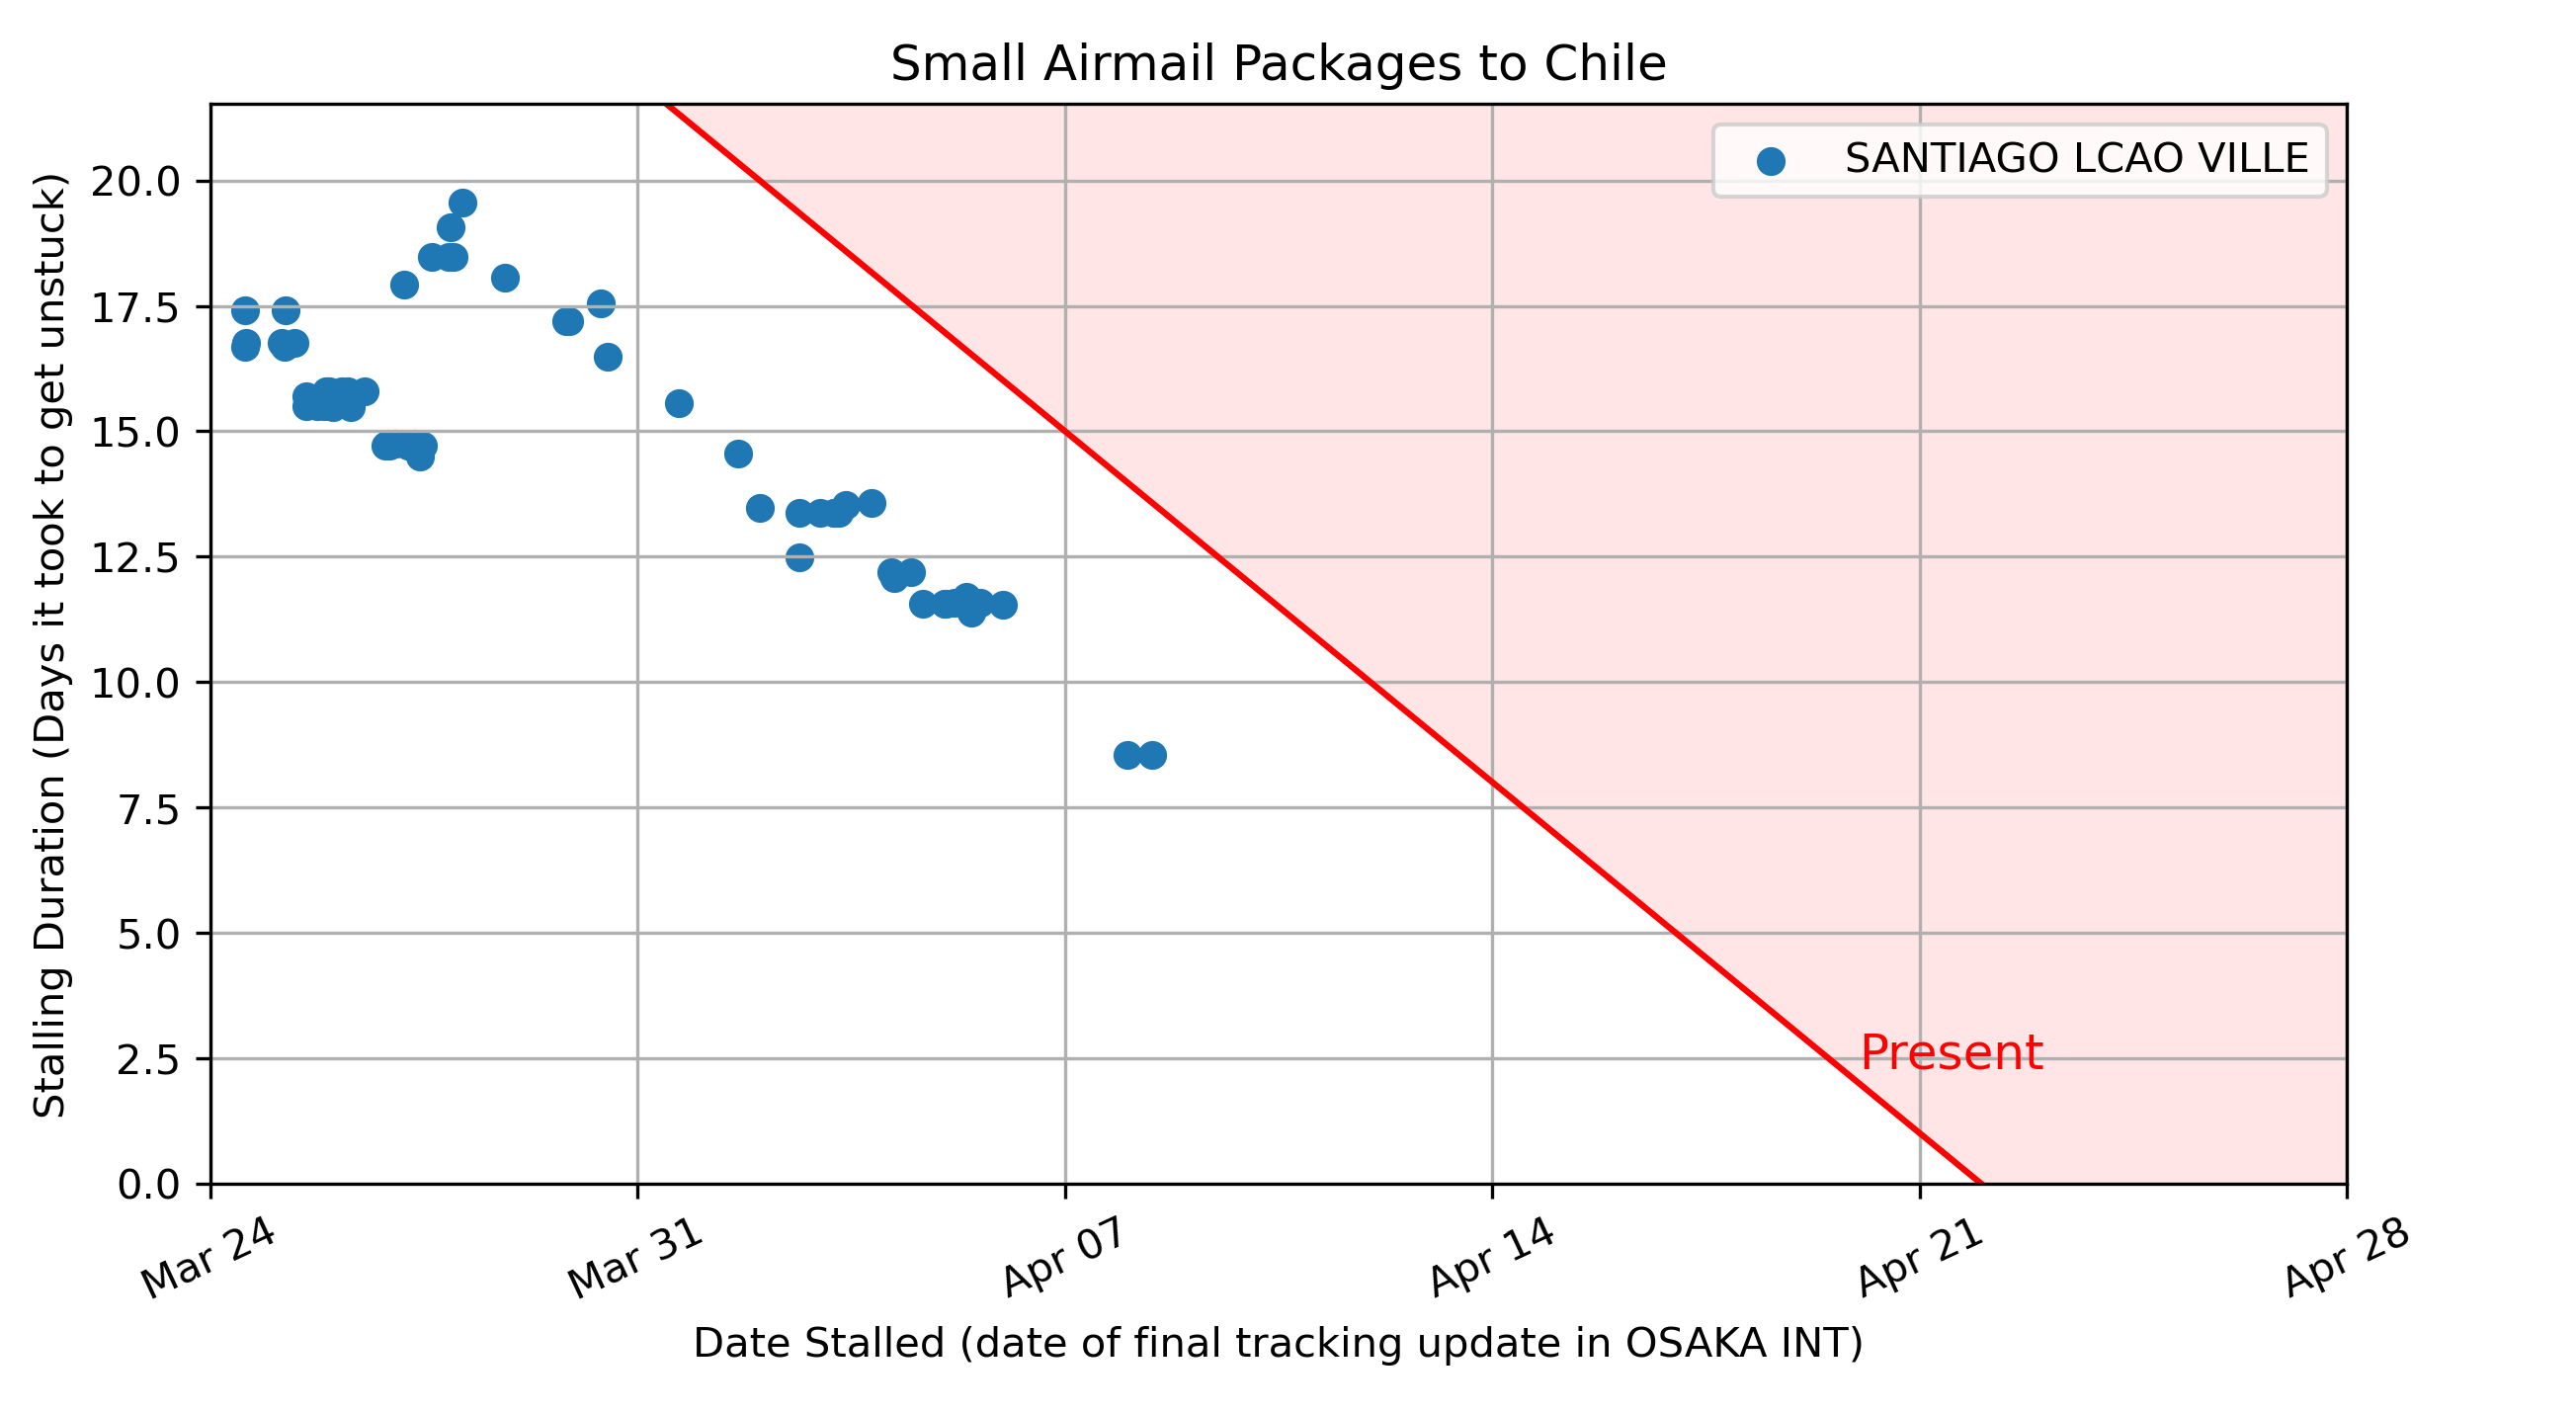 Small Airmail Packages to Chile
SANTIAGO LCAO VILLE
Stalling Duration (Days it took to get unstuck)
20.0
17.5
15.0
12.5
10.0
7.5
5.0
2.5
0.0
Present
Mar 24
Mar 31
Apr 07
Apr 14
Apr 21
Apr 28
Date Stalled (date of final tracking update in OSAKA INT)